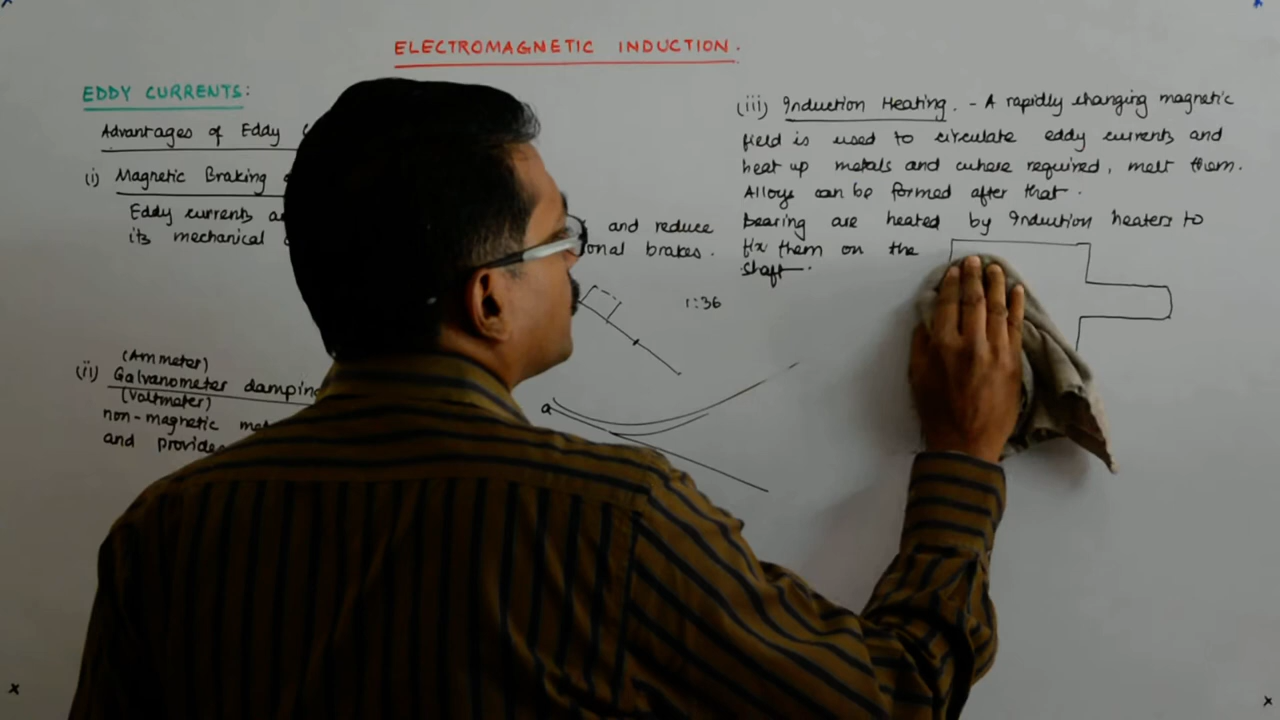 ELECTROMAGNETIC INDUCTION.
EDDY CURRENTS:
Advantages of Eddy
(i) Magnetic Braking
Eddy currents
its mechanical
and reduce
brakes.
1:36
(Ammeter)
(ii) Galvanometer damping
(Voltmeter)
non-magnetic
and
a
(iii) Induction Heating. - A rapidly changing magnetic
field is used to circulate eddy currents and
heat up metals and where required, melt them.
Alloys can be formed after that.
Bearing are heated by Induction heaters to
fix them on the
shaft.